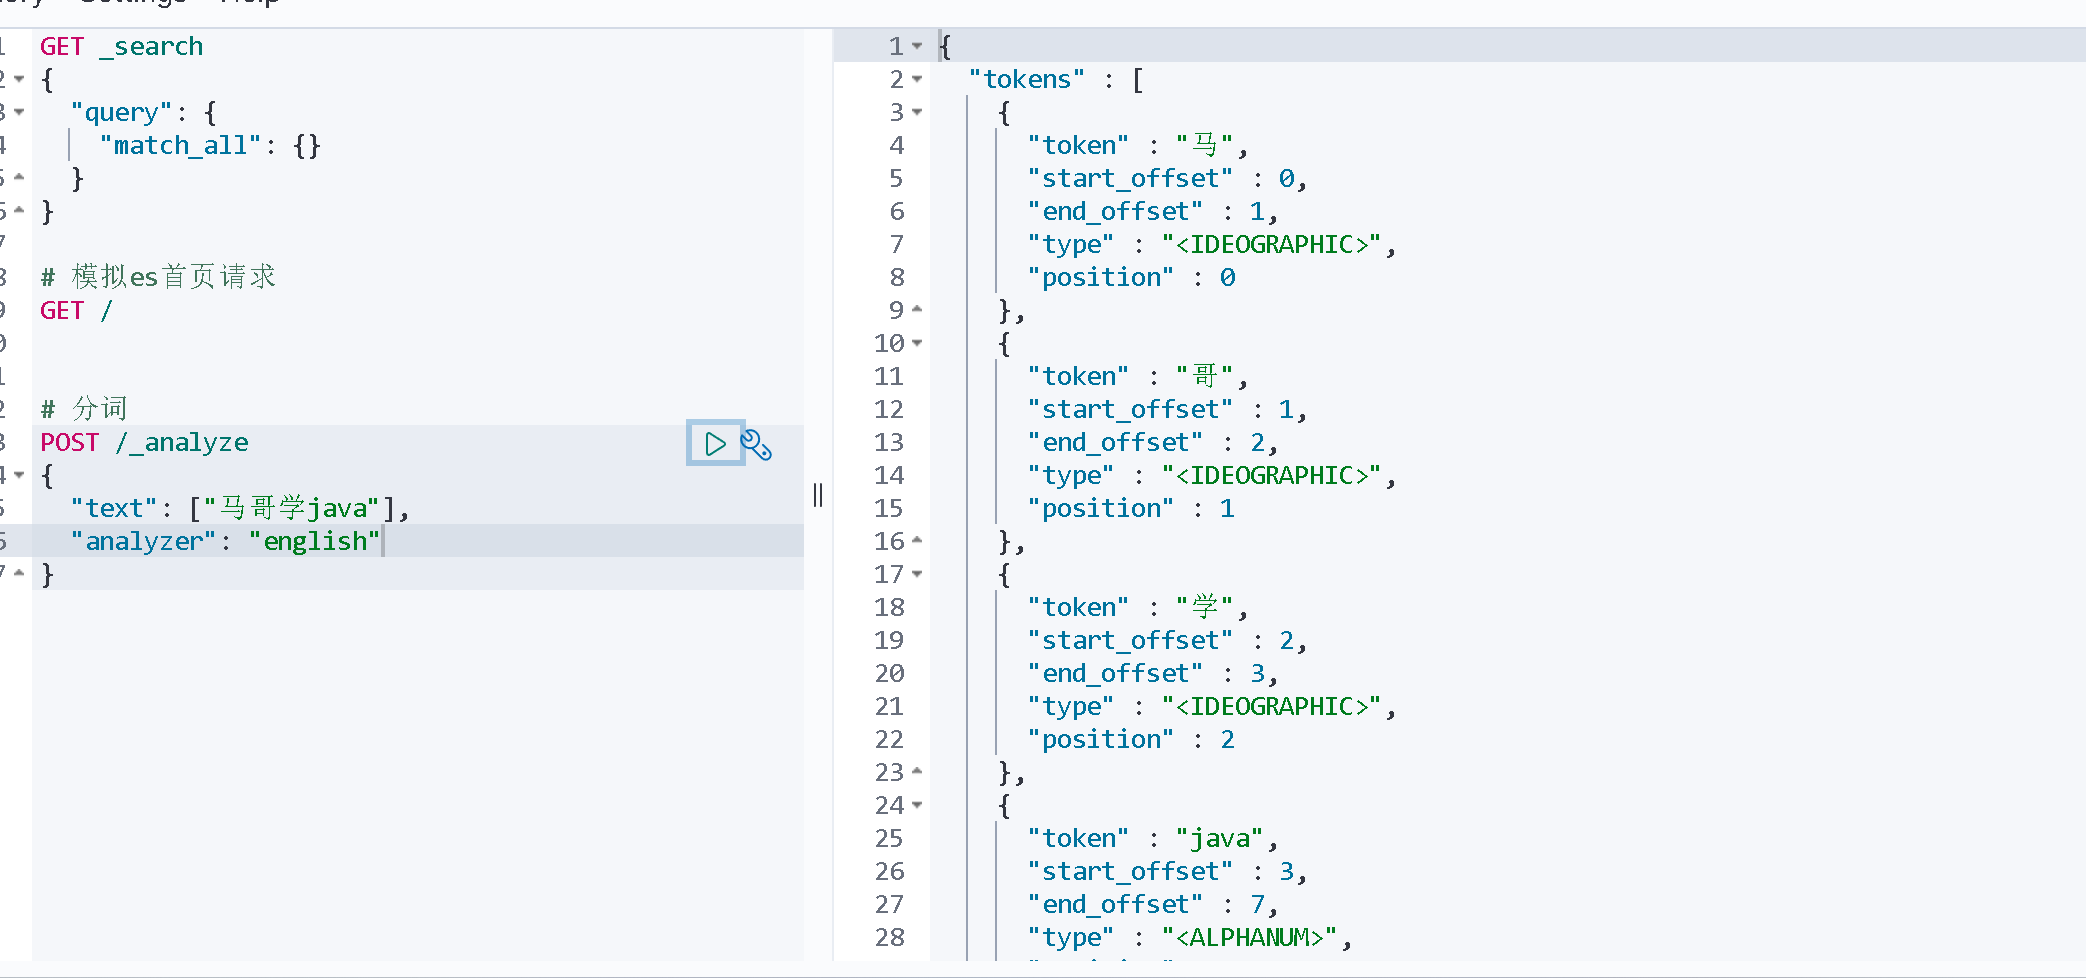 Settings Help
GET _search
{
"query": {
"match_all": {}
}
}
# 模拟es首页请求
GET /
# 分词
POST /_analyze
{
"text": ["马哥学java"],
"analyzer": "english"
}
1 {
2 "tokens" : [
3 {
4 "token" : "马",
5 "start_offset" : 0,
6 "end_offset" : 1,
7 "type" : "<IDEOGRAPHIC>",
8 "position" : 0
9 },
10 {
11 "token" : "哥",
12 "start_offset" : 1,
13 "end_offset" : 2,
14 "type" : "<IDEOGRAPHIC>",
15 "position" : 1
16 },
17 {
18 "token" : "学",
19 "start_offset" : 2,
20 "end_offset" : 3,
21 "type" : "<IDEOGRAPHIC>",
22 "position" : 2
23 },
24 {
25 "token" : "java",
26 "start_offset" : 3,
27 "end_offset" : 7,
28 "type" : "<ALPHANUM>",